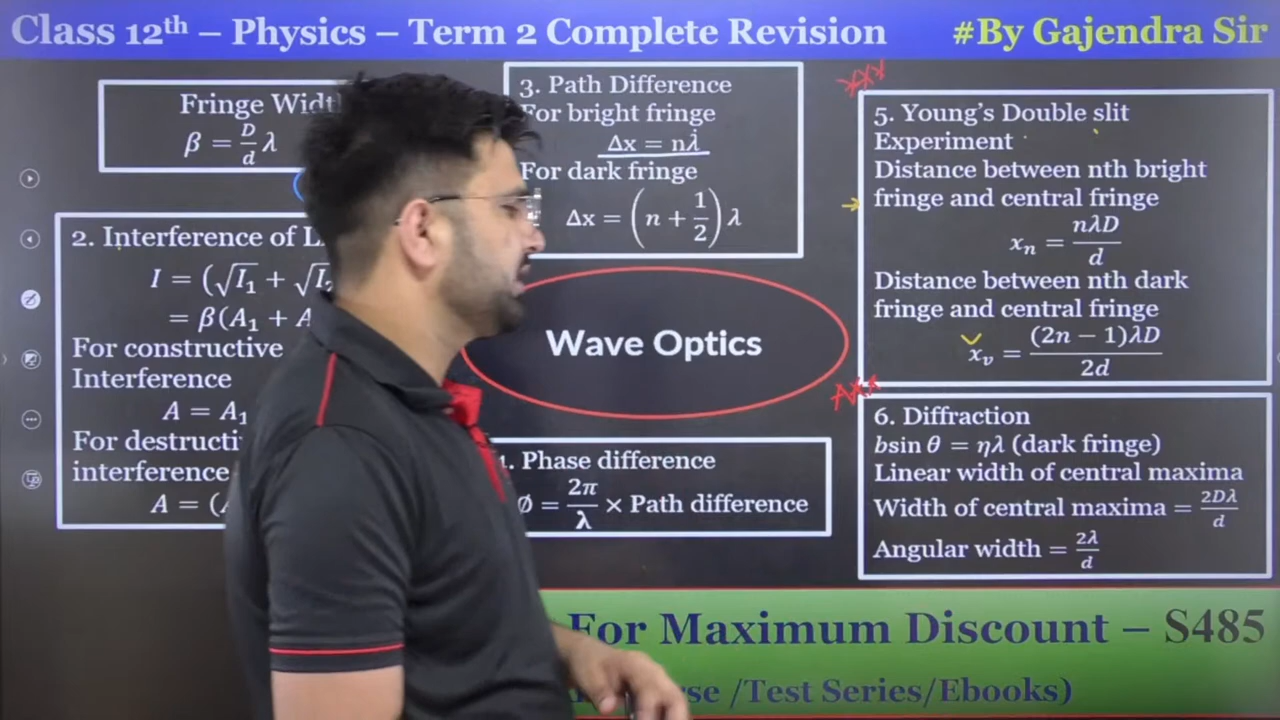 Class 12th – Physics – Term 2 Complete Revision #By Gajendra Sir
Fringe
β = D/d λ
2. Interference of
I = (√I₁ +
= β(A₁ +
For constructive
Interference
A = A₁
For
interference
A = (
3. Path Difference
For bright fringe
Δx = nλ
For dark fringe
Δx = (n + 1/2) λ
Wave Optics
Phase difference
Ø = 2π/λ × Path difference
5. Young's Double slit
Experiment
Distance between nth bright
fringe and central fringe
xₙ = nλD/d
Distance between nth dark
fringe and central fringe
xᵥ = (2n − 1)λD/2d
6. Diffraction
bsin θ = ηλ (dark fringe)
Linear width of central maxima
Width of central maxima = 2Dλ/d
Angular width = 2λ/d
For Maximum Discount – S485
/Test Series/Ebooks)